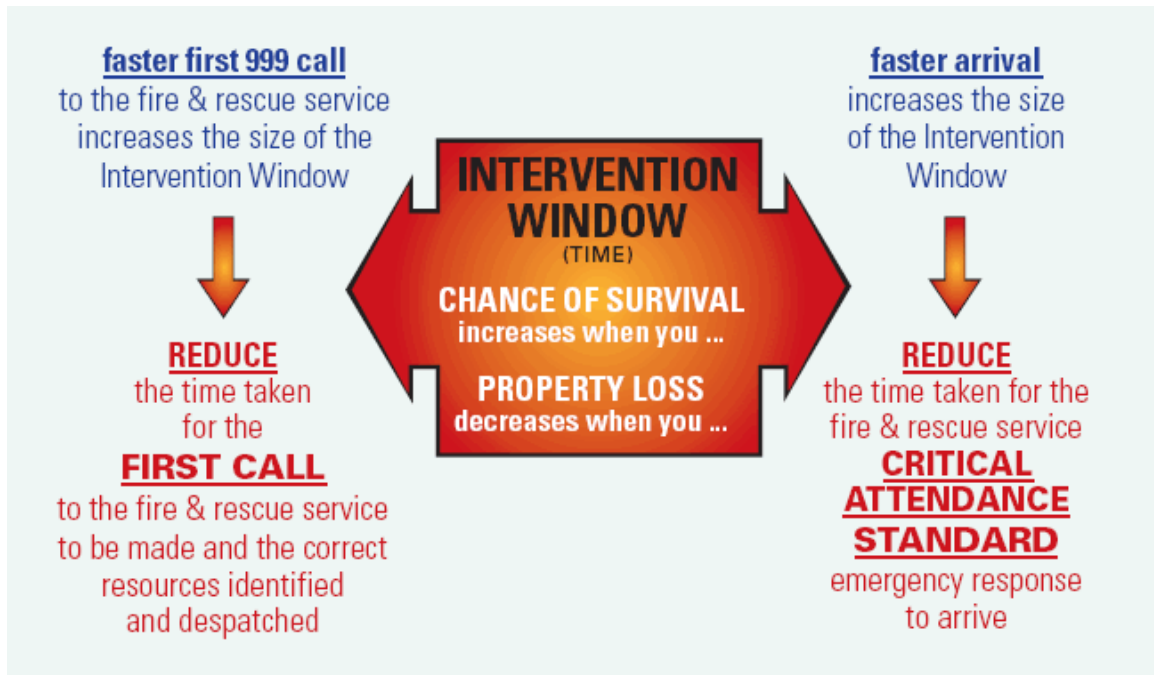 faster first 999 call
to the fire & rescue service
increases the size of the
Intervention Window
REDUCE
the time taken
for the
FIRST CALL
to the fire & rescue service
to be made and the correct
resources identified
and despatched
INTERVENTION
WINDOW
(TIME)
CHANCE OF SURVIVAL
increases when you ...
PROPERTY LOSS
decreases when you ...
faster arrival
increases the size
of the Intervention
Window
REDUCE
the time taken for the
fire & rescue service
CRITICAL
ATTENDANCE
STANDARD
emergency response
to arrive